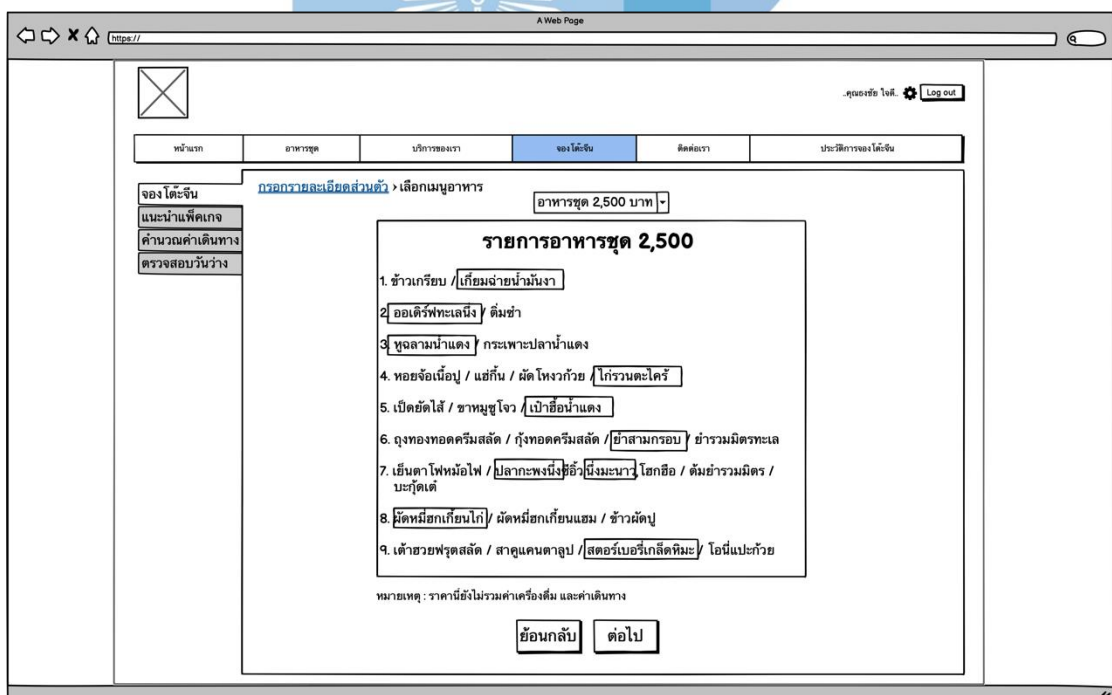 A Web Page
https://
..คุณธงชัย ใจดี.. Log out
หน้าแรก อาหารชุด บริการของเรา จองโต๊ะจีน ติดต่อเรา ประวัติการจองโต๊ะจีน
จองโต๊ะจีน
แนะนำแพ็คเกจ
คำนวณค่าเดินทาง
ตรวจสอบวันว่าง
กรอกรายละเอียดส่วนตัว › เลือกเมนูอาหาร
อาหารชุด 2,500 บาท
รายการอาหารชุด 2,500
1. ข้าวเกรียบ / เกี้ยมฉ่ายน้ำมันงา
2. ออเดิร์ฟทะเลนึ่ง / ติ่มซำ
3. หูฉลามน้ำแดง / กระเพาะปลาน้ำแดง
4. หอยจ้อเนื้อปู / แฮ่กึ้น / ผัดโหงวก้วย / ไก่รวนตะไคร้
5. เป็ดยัดไส้ / ขาหมูซูโจว / เป๋าฮื้อน้ำแดง
6. ถุงทองทอดครีมสลัด / กุ้งทอดครีมสลัด / ยำสามกรอบ / ยำรวมมิตรทะเล
7. เย็นตาโฟหม้อไฟ / ปลากะพงนึ่งซีอิ้ว,นึ่งมะนาว,โฮกฮือ / ต้มยำรวมมิตร /
บะกุ้ดเต๋
8. ผัดหมี่ฮกเกี้ยนไก่ / ผัดหมี่ฮกเกี้ยนแฮม / ข้าวผัดปู
9. เต้าฮวยฟรุตสลัด / สาคูแคนตาลูป / สตอร์เบอรี่เกล็ดหิมะ / โอนี่แปะก้วย
หมายเหตุ : ราคานี้ยังไม่รวมค่าเครื่องดื่ม และค่าเดินทาง
ย้อนกลับ ต่อไป